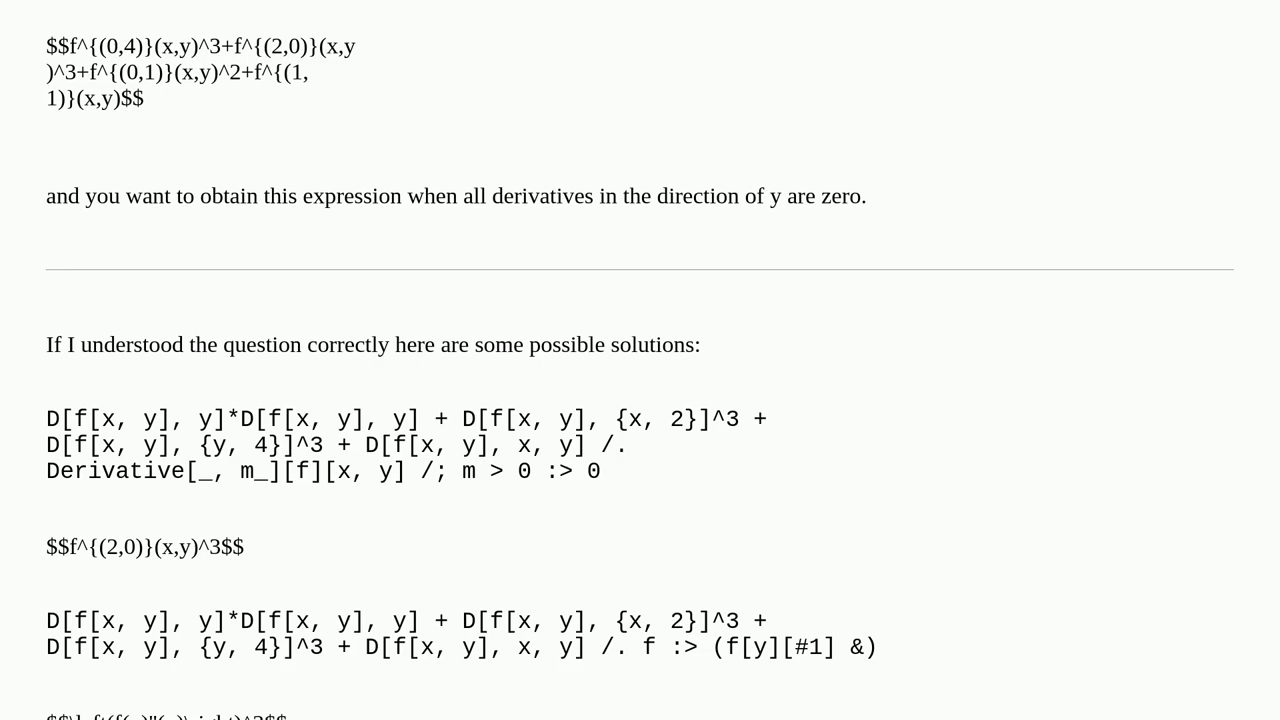 $$f^{(0,4)}(x,y)^3+f^{(2,0)}(x,y
)^3+f^{(0,1)}(x,y)^2+f^{(1,
1)}(x,y)$$
and you want to obtain this expression when all derivatives in the direction of y are zero.
If I understood the question correctly here are some possible solutions:
D[f[x, y], y]*D[f[x, y], y] + D[f[x, y], {x, 2}]^3 +
D[f[x, y], {y, 4}]^3 + D[f[x, y], x, y] /.
Derivative[_, m_][f][x, y] /; m > 0 :> 0
$$f^{(2,0)}(x,y)^3$$
D[f[x, y], y]*D[f[x, y], y] + D[f[x, y], {x, 2}]^3 +
D[f[x, y], {y, 4}]^3 + D[f[x, y], x, y] /. f :> (f[y][#1] &)